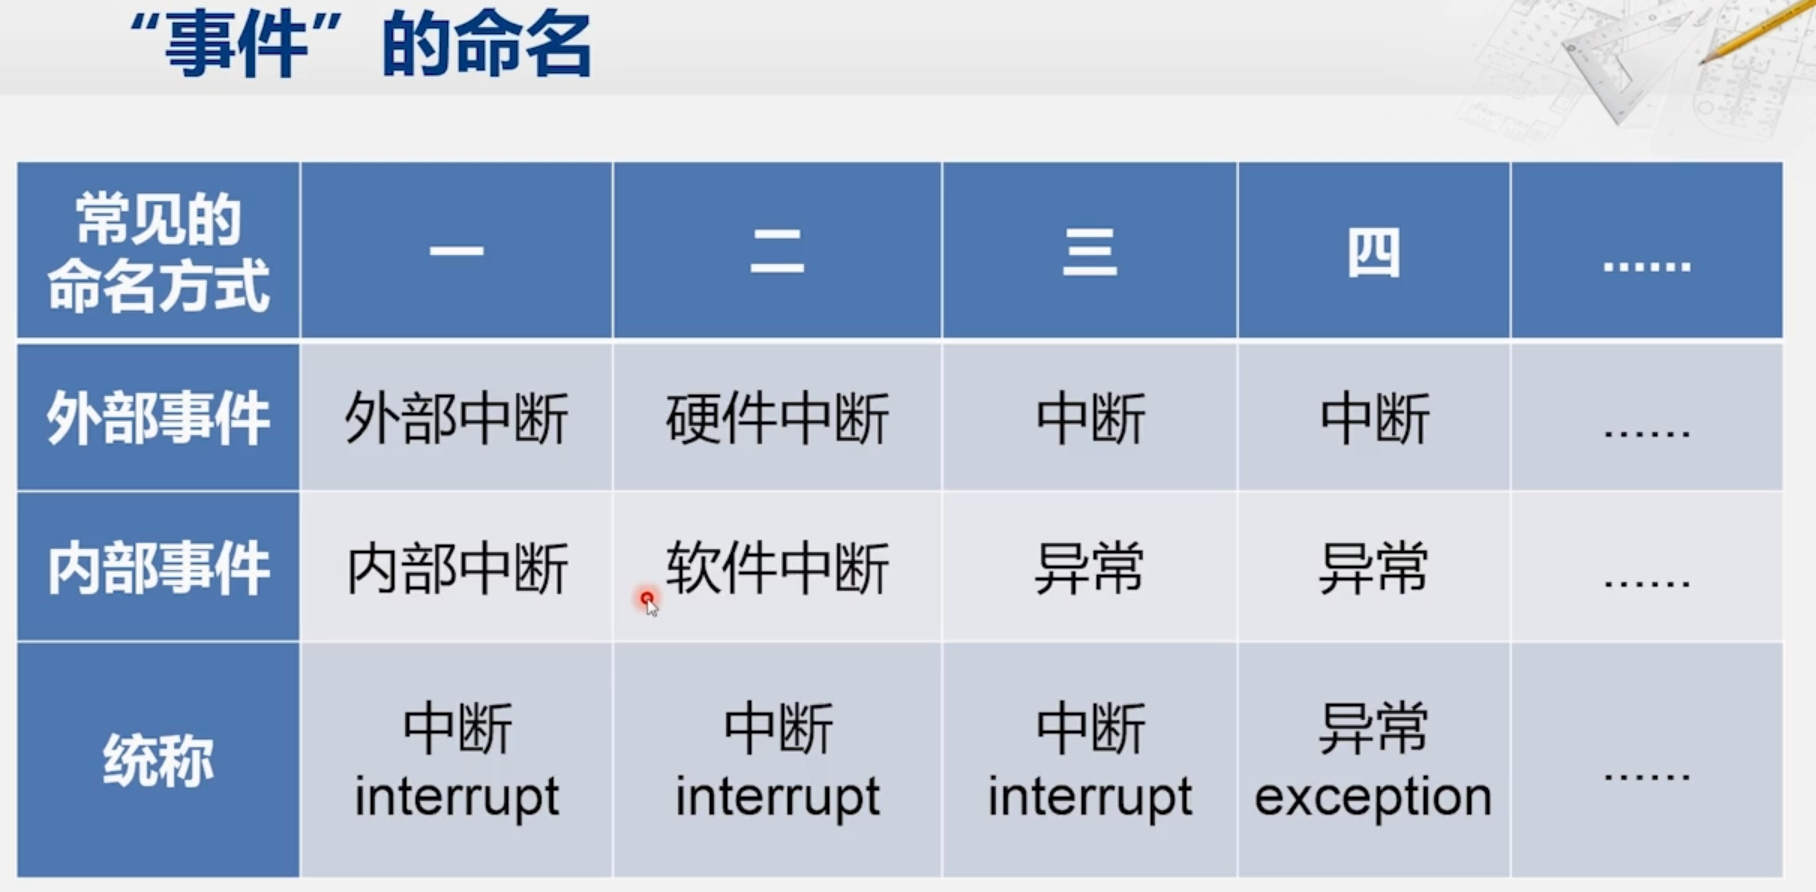 “事件”的命名
常见的
命名方式
一
二
三
四
......
外部事件
外部中断
硬件中断
中断
中断
......
内部事件
内部中断
软件中断
异常
异常
......
统称
中断
interrupt
中断
interrupt
中断
interrupt
异常
exception
......